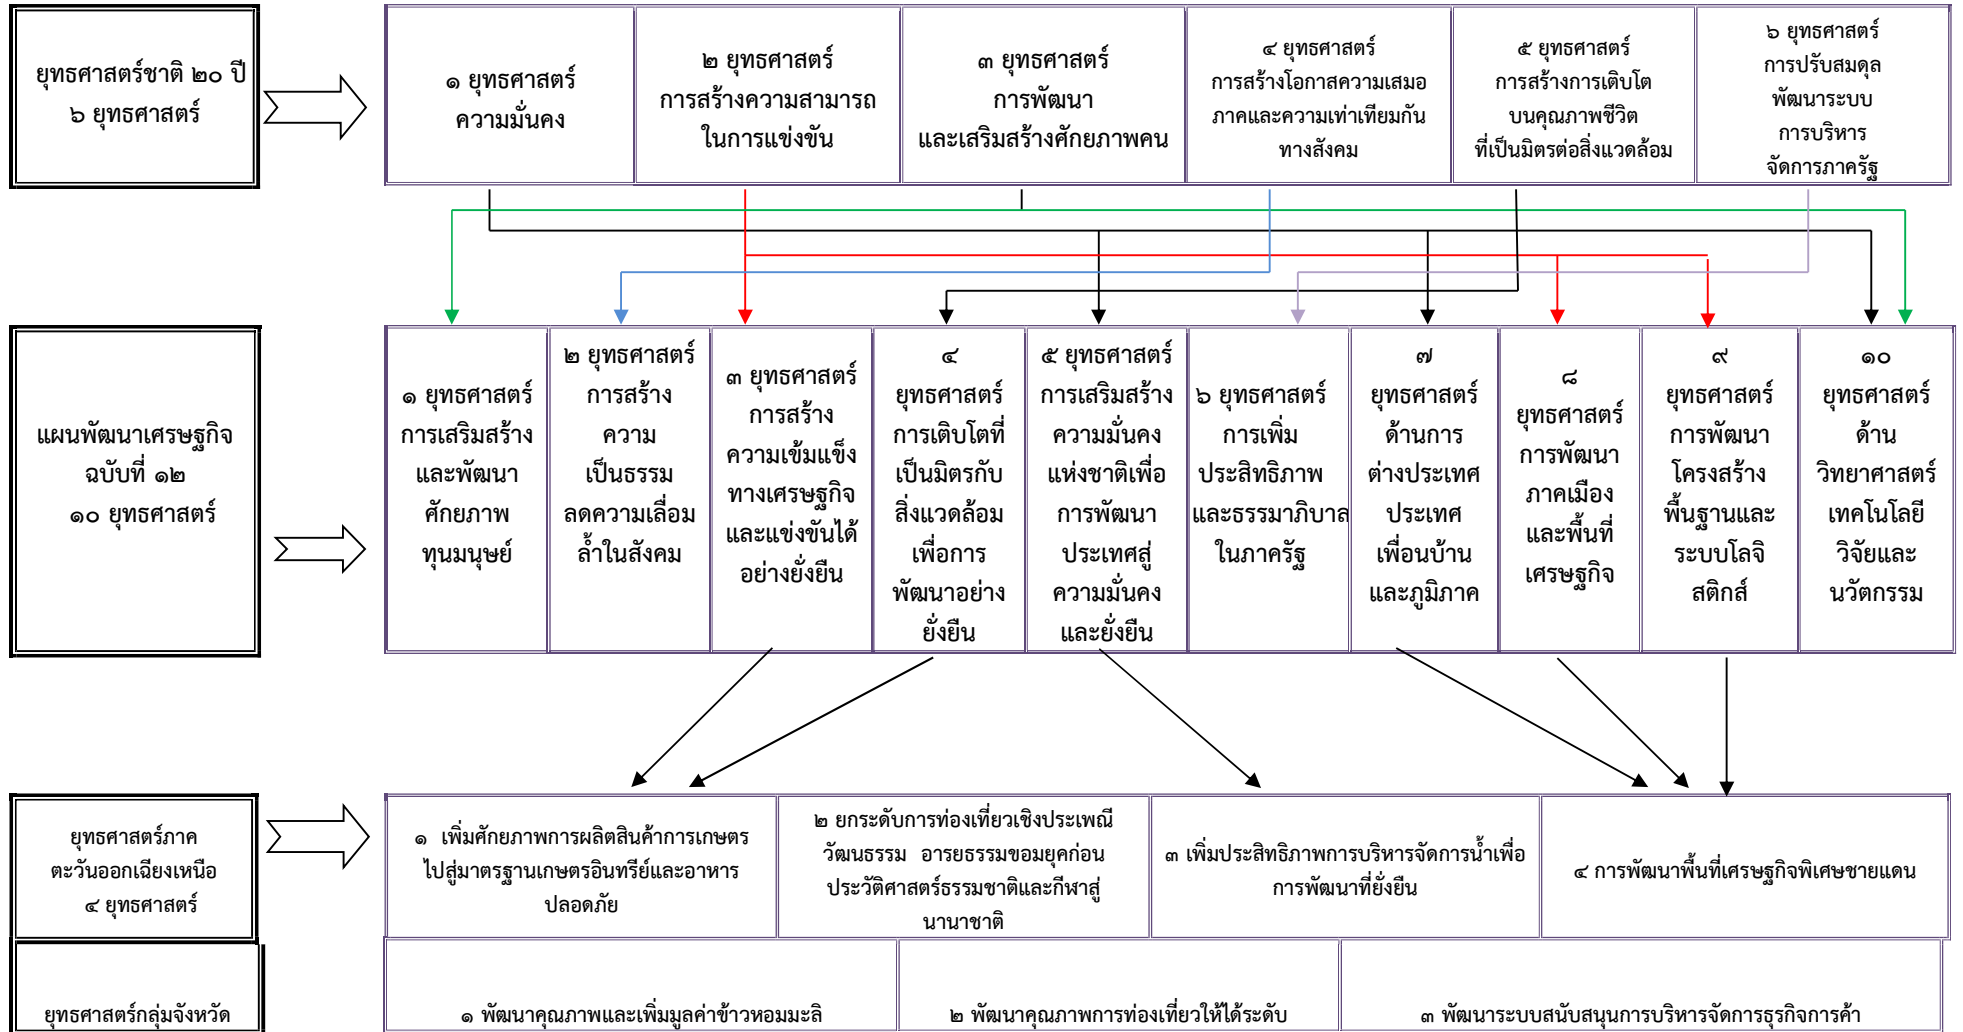 ยุทธศาสตร์ชาติ ๒๐ ปี
๖ ยุทธศาสตร์
๑ ยุทธศาสตร์
ความมั่นคง
๒ ยุทธศาสตร์
การสร้างความสามารถ
ในการแข่งขัน
๓ ยุทธศาสตร์
การพัฒนา
และเสริมสร้างศักยภาพคน
๔ ยุทธศาสตร์
การสร้างโอกาสความเสมอ
ภาคและความเท่าเทียมกัน
ทางสังคม
๕ ยุทธศาสตร์
การสร้างการเติบโต
บนคุณภาพชีวิต
ที่เป็นมิตรต่อสิ่งแวดล้อม
๖ ยุทธศาสตร์
การปรับสมดุล
พัฒนาระบบ
การบริหาร
จัดการภาครัฐ
แผนพัฒนาเศรษฐกิจ
ฉบับที่ ๑๒
๑๐ ยุทธศาสตร์
๑ ยุทธศาสตร์
การเสริมสร้าง
และพัฒนา
ศักยภาพ
ทุนมนุษย์
๒ ยุทธศาสตร์
การสร้าง
ความ
เป็นธรรม
ลดความเลื่อม
ล้ำในสังคม
๓ ยุทธศาสตร์
การสร้าง
ความเข้มแข็ง
ทางเศรษฐกิจ
และแข่งขันได้
อย่างยั่งยืน
๔
ยุทธศาสตร์
การเติบโตที่
เป็นมิตรกับ
สิ่งแวดล้อม
เพื่อการ
พัฒนาอย่าง
ยั่งยืน
๕ ยุทธศาสตร์
การเสริมสร้าง
ความมั่นคง
แห่งชาติเพื่อ
การพัฒนา
ประเทศสู่
ความมั่นคง
และยั่งยืน
๖ ยุทธศาสตร์
การเพิ่ม
ประสิทธิภาพ
และธรรมาภิบาล
ในภาครัฐ
๗
ยุทธศาสตร์
ด้านการ
ต่างประเทศ
ประเทศ
เพื่อนบ้าน
และภูมิภาค
๘
ยุทธศาสตร์
การพัฒนา
ภาคเมือง
และพื้นที่
เศรษฐกิจ
๙
ยุทธศาสตร์
การพัฒนา
โครงสร้าง
พื้นฐานและ
ระบบโลจิ
สติกส์
๑๐
ยุทธศาสตร์
ด้าน
วิทยาศาสตร์
เทคโนโลยี
วิจัยและ
นวัตกรรม
ยุทธศาสตร์ภาค
ตะวันออกเฉียงเหนือ
๔ ยุทธศาสตร์
๑ เพิ่มศักยภาพการผลิตสินค้าการเกษตร
ไปสู่มาตรฐานเกษตรอินทรีย์และอาหาร
ปลอดภัย
๒ ยกระดับการท่องเที่ยวเชิงประเพณี
วัฒนธรรม อารยธรรมขอมยุคก่อน
ประวัติศาสตร์ธรรมชาติและกีฬาสู่
นานาชาติ
๓ เพิ่มประสิทธิภาพการบริหารจัดการน้ำเพื่อ
การพัฒนาที่ยั่งยืน
๔ การพัฒนาพื้นที่เศรษฐกิจพิเศษชายแดน
ยุทธศาสตร์กลุ่มจังหวัด
๑ พัฒนาคุณภาพและเพิ่มมูลค่าข้าวหอมมะลิ
๒ พัฒนาคุณภาพการท่องเที่ยวให้ได้ระดับ
๓ พัฒนาระบบสนับสนุนการบริหารจัดการธุรกิจการค้า